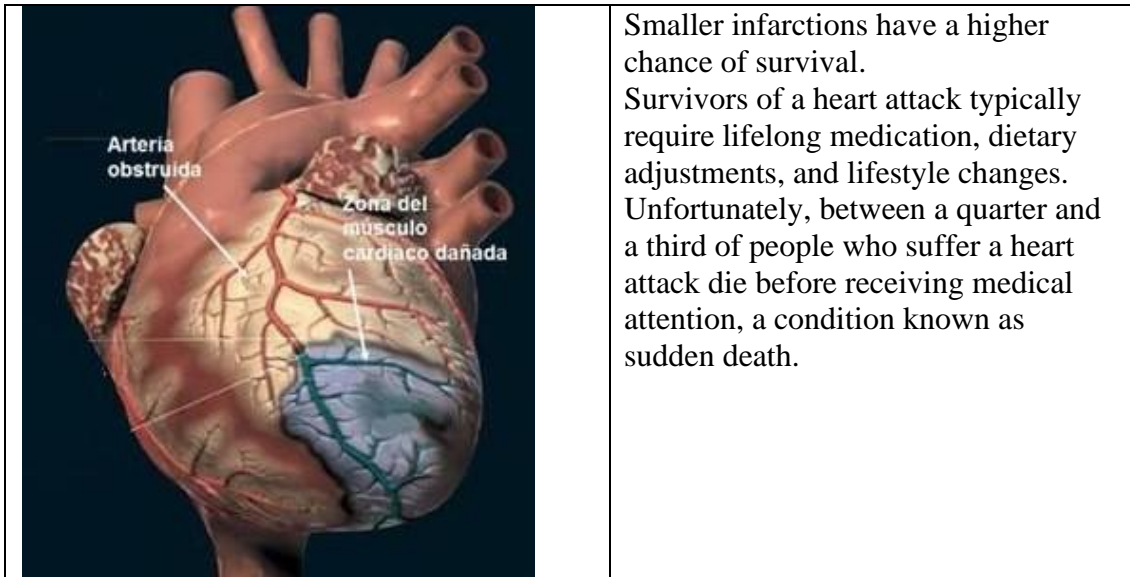 Arteria
obstruida
Zona del
músculo
cardiaco dañada
Smaller infarctions have a higher
chance of survival.
Survivors of a heart attack typically
require lifelong medication, dietary
adjustments, and lifestyle changes.
Unfortunately, between a quarter and
a third of people who suffer a heart
attack die before receiving medical
attention, a condition known as
sudden death.